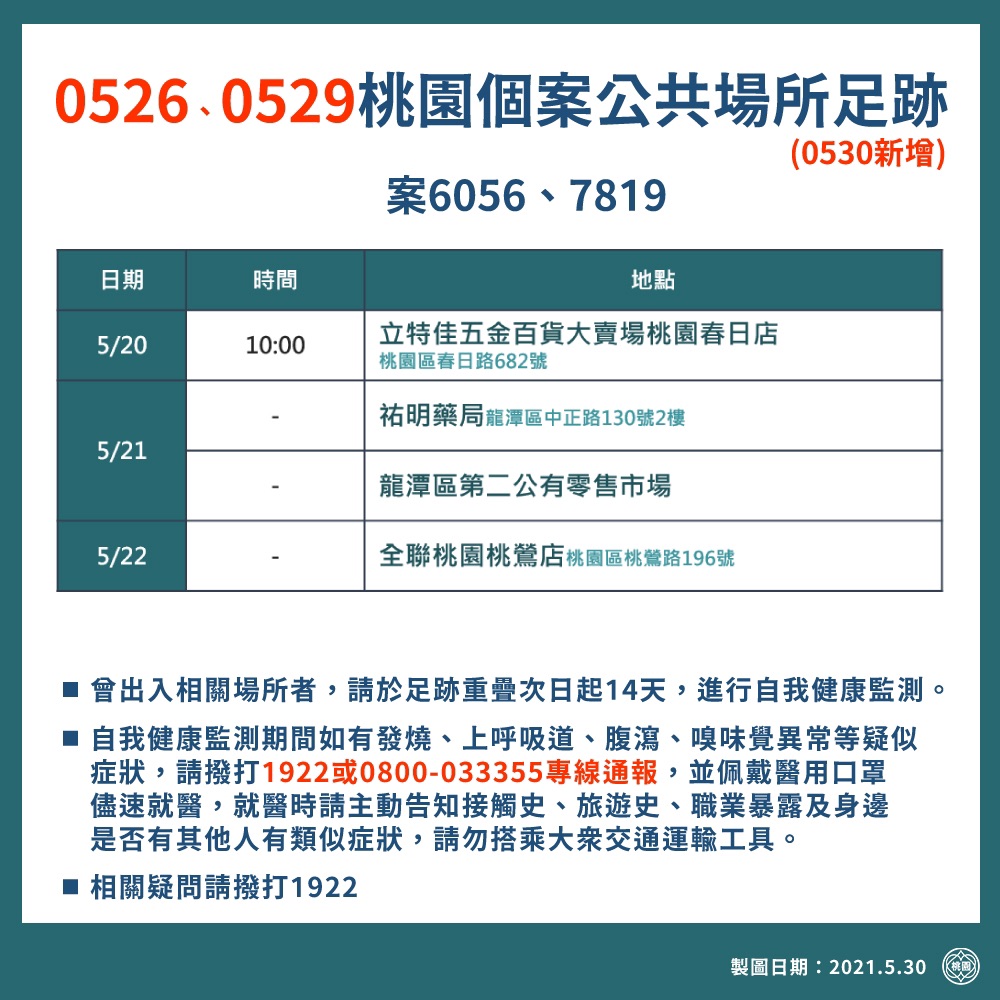 0526、0529桃園個案公共場所足跡
(0530新增)
案6056、7819
日期 時間 地點
5/20 10:00 立特佳五金百貨大賣場桃園春日店
桃園區春日路682號
5/21 - 祐明藥局龍潭區中正路130號2樓
- 龍潭區第二公有零售市場
5/22 - 全聯桃園桃鶯店桃園區桃鶯路196號
■ 曾出入相關場所者，請於足跡重疊次日起14天，進行自我健康監測。
■ 自我健康監測期間如有發燒、上呼吸道、腹瀉、嗅味覺異常等疑似
症狀，請撥打1922或0800-033355專線通報，並佩戴醫用口罩
儘速就醫，就醫時請主動告知接觸史、旅遊史、職業暴露及身邊
是否有其他人有類似症狀，請勿搭乘大眾交通運輸工具。
■ 相關疑問請撥打1922
製圖日期：2021.5.30 桃園